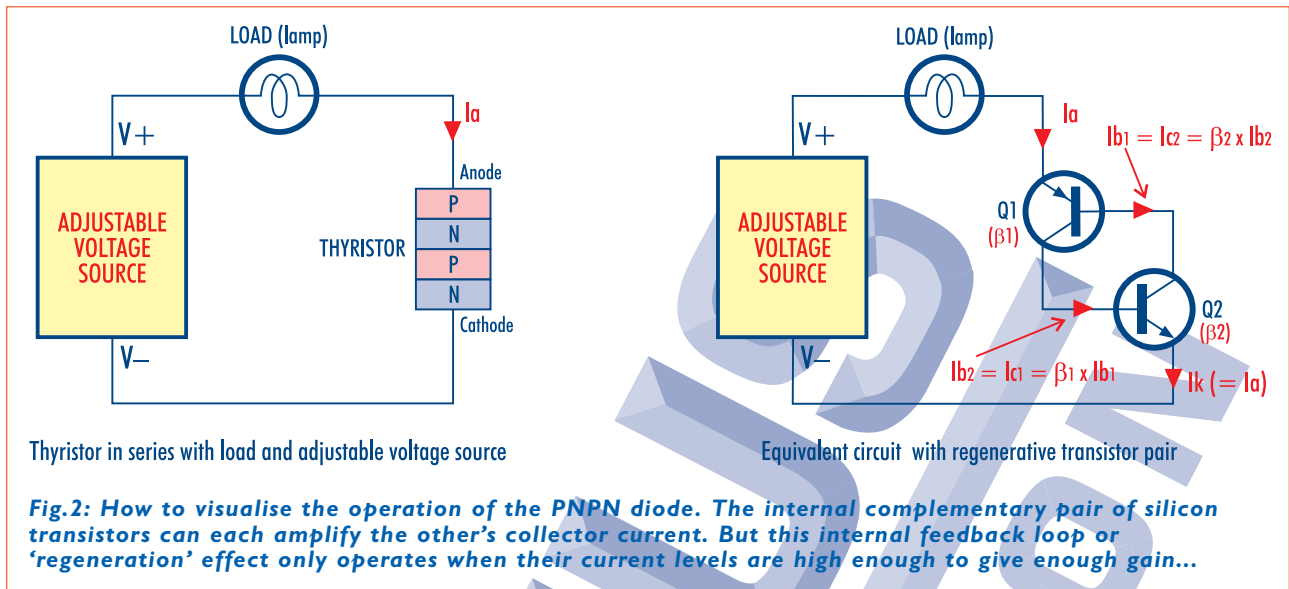 LOAD (lamp)
Ia
V+
Anode
P
N
P
N
THYRISTOR
ADJUSTABLE
VOLTAGE
SOURCE
Cathode
V–
Thyristor in series with load and adjustable voltage source
LOAD (lamp)
Ia
V+
Ib1 = Ic2 = β2 x Ib2
Q1
(β1)
ADJUSTABLE
VOLTAGE
SOURCE
Q2
(β2)
V–
Ib2 = Ic1 = β1 x Ib1
Ik (= Ia)
Equivalent circuit with regenerative transistor pair
Fig.2: How to visualise the operation of the PNPN diode. The internal complementary pair of silicon
transistors can each amplify the other's collector current. But this internal feedback loop or
'regeneration' effect only operates when their current levels are high enough to give enough gain...